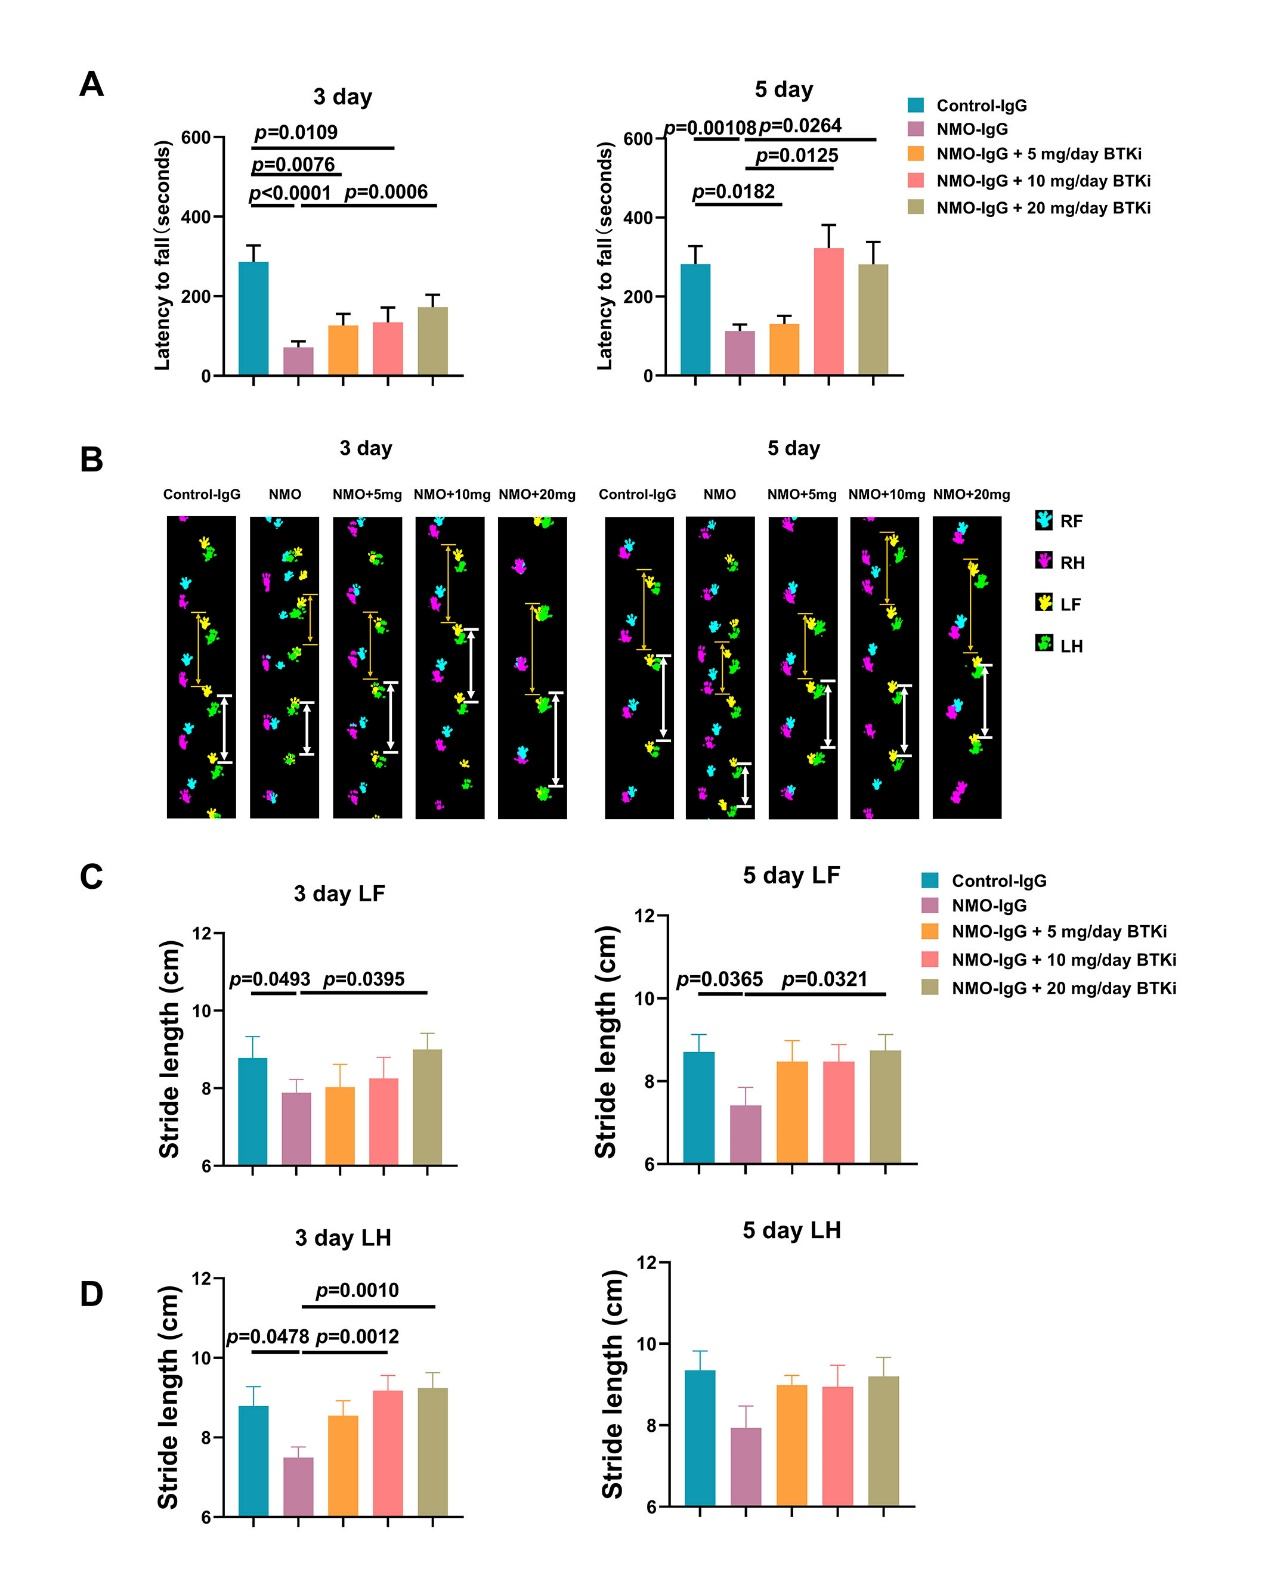 A
3 day
Latency to fall(seconds)
600
400
200
0
p=0.0109
p=0.0076
p<0.0001
p=0.0006
5 day
Latency to fall(seconds)
600
400
200
0
p=0.00108
p=0.0264
p=0.0125
p=0.0182
Control-IgG
NMO-IgG
NMO-IgG + 5 mg/day BTKi
NMO-IgG + 10 mg/day BTKi
NMO-IgG + 20 mg/day BTKi
B
3 day
5 day
Control-IgG NMO NMO+5mg NMO+10mg NMO+20mg
Control-IgG NMO NMO+5mg NMO+10mg NMO+20mg
RF
RH
LF
LH
C
3 day LF
Stride length (cm)
12
10
8
6
p=0.0493
p=0.0395
5 day LF
Stride length (cm)
12
10
8
6
p=0.0365
p=0.0321
Control-IgG
NMO-IgG
NMO-IgG + 5 mg/day BTKi
NMO-IgG + 10 mg/day BTKi
NMO-IgG + 20 mg/day BTKi
D
3 day LH
Stride length (cm)
12
10
8
6
p=0.0010
p=0.0478
p=0.0012
5 day LH
Stride length (cm)
12
10
8
6